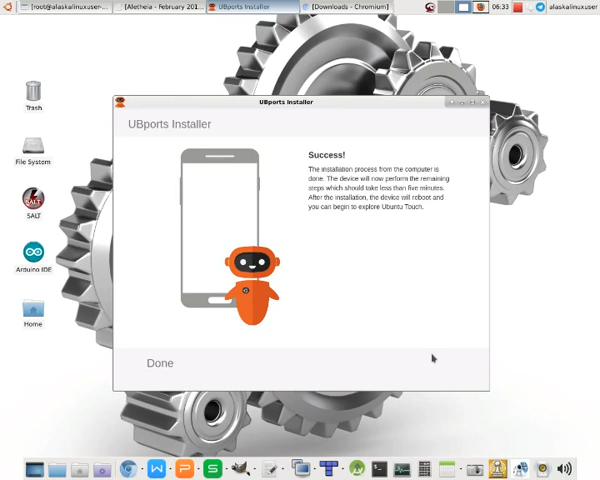 [root@alaskalinuxuser-...
[Aletheia - February 201...
UBports Installer
[Downloads - Chromium]
06:33
alaskalinuxuser
Trash
File System
SALT
SALT
Arduino IDE
Home
UBports Installer
UBports Installer
Success!
The installation process from the computer is
done. The device will now perform the remaining
steps which should take less than five minutes.
After the installation, the device will reboot and
you can begin to explore Ubuntu Touch.
Done
W
P
S
T